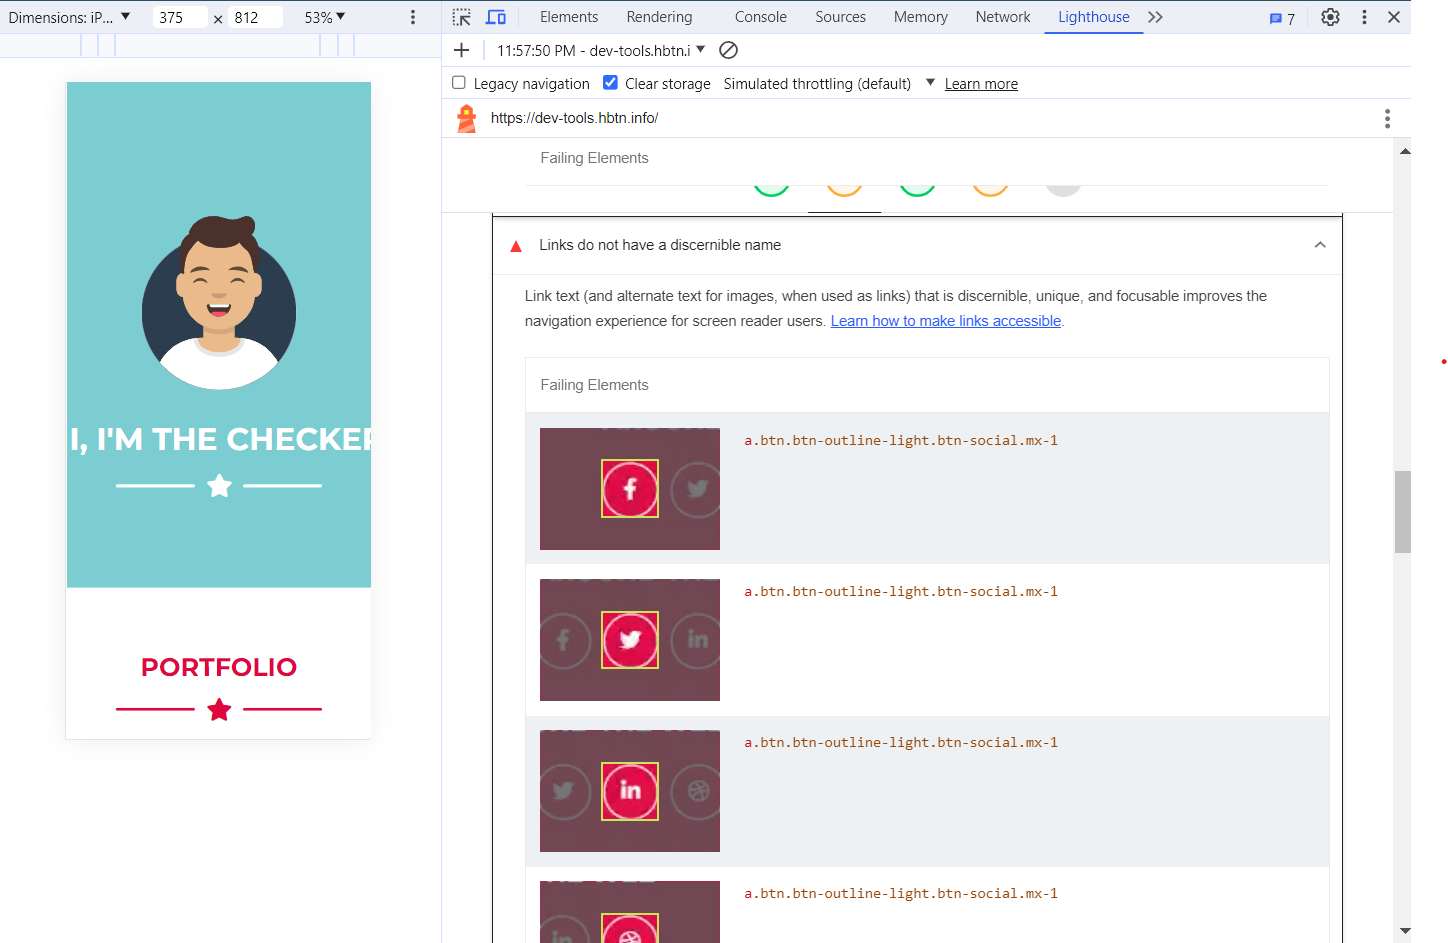 Dimensions: iP... ▼ 375 × 812 53% ▼
Elements Rendering Console Sources Memory Network Lighthouse 7
11:57:50 PM - dev-tools.hbtn.i ▼
Legacy navigation Clear storage Simulated throttling (default) ▼ Learn more
https://dev-tools.hbtn.info/
Failing Elements
Links do not have a discernible name
Link text (and alternate text for images, when used as links) that is discernible, unique, and focusable improves the
navigation experience for screen reader users. Learn how to make links accessible.
Failing Elements
a.btn.btn-outline-light.btn-social.mx-1
a.btn.btn-outline-light.btn-social.mx-1
a.btn.btn-outline-light.btn-social.mx-1
a.btn.btn-outline-light.btn-social.mx-1
I, I'M THE CHECKER
PORTFOLIO